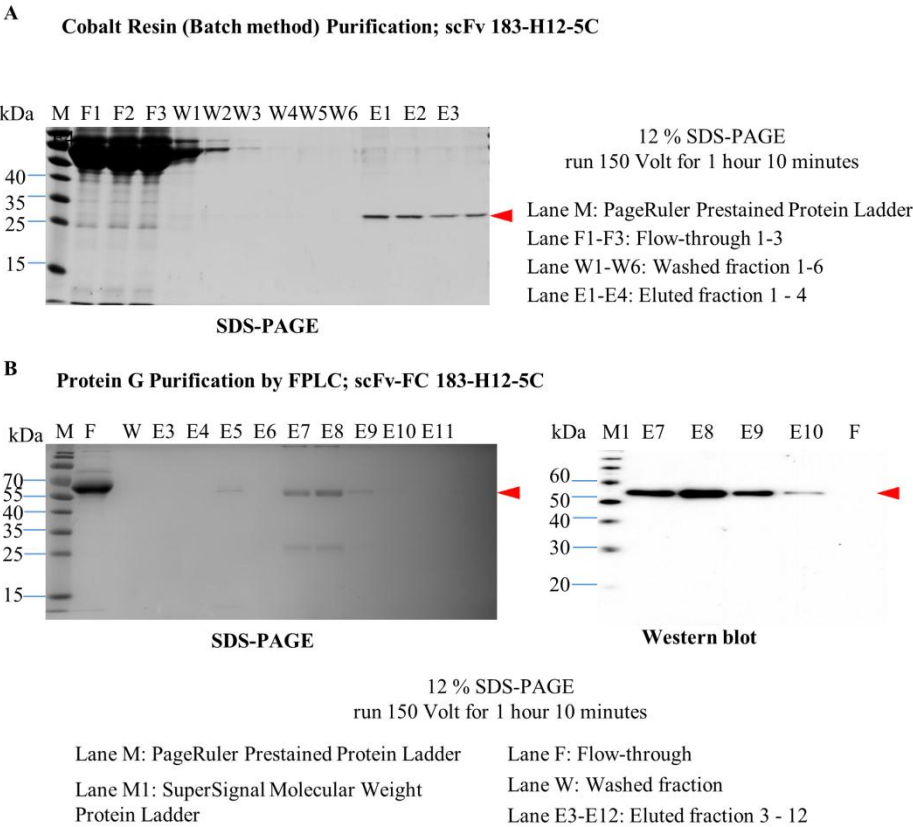 A
Cobalt Resin (Batch method) Purification; scFv 183-H12-5C
kDa M F1 F2 F3 W1 W2 W3 W4 W5 W6 E1 E2 E3
40
35
25
15
SDS-PAGE
12 % SDS-PAGE
run 150 Volt for 1 hour 10 minutes
Lane M: PageRuler Prestained Protein Ladder
Lane F1-F3: Flow-through 1-3
Lane W1-W6: Washed fraction 1-6
Lane E1-E4: Eluted fraction 1 - 4
B
Protein G Purification by FPLC; scFv-FC 183-H12-5C
kDa M F W E3 E4 E5 E6 E7 E8 E9 E10 E11
70
55
40
35
25
15
SDS-PAGE
kDa M1 E7 E8 E9 E10 F
60
50
40
30
20
Western blot
12 % SDS-PAGE
run 150 Volt for 1 hour 10 minutes
Lane M: PageRuler Prestained Protein Ladder
Lane M1: SuperSignal Molecular Weight
Protein Ladder
Lane F: Flow-through
Lane W: Washed fraction
Lane E3-E12: Eluted fraction 3 - 12